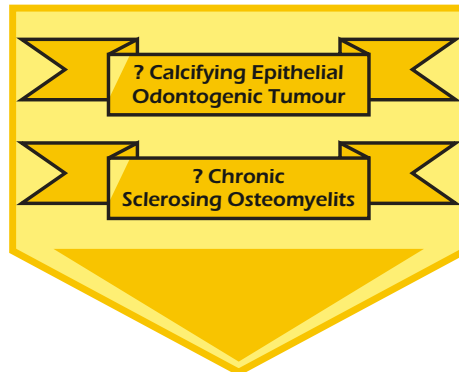 ? Calcifying Epithelial
Odontogenic Tumour
? Chronic
Sclerosing Osteomyelits